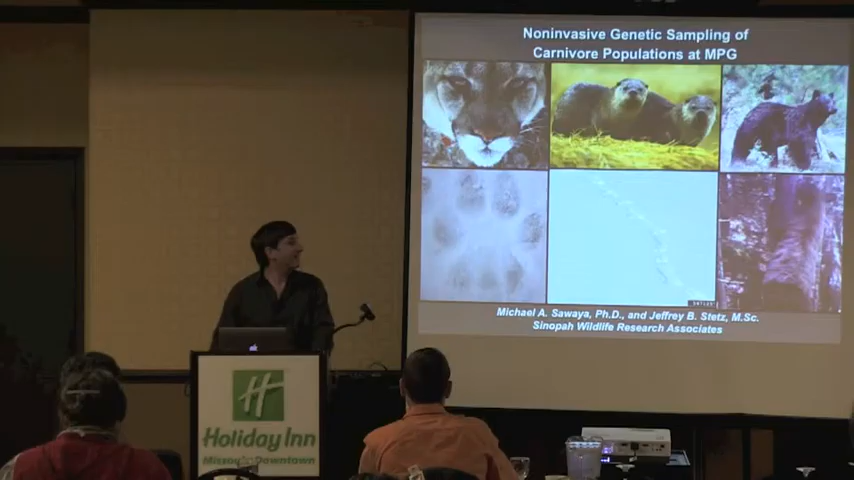 Noninvasive Genetic Sampling of
Carnivore Populations at MPG
Michael A. Sawaya, Ph.D., and Jeffrey B. Stetz, M.Sc.
Sinopah Wildlife Research Associates
H
Holiday Inn
Missoula Downtown